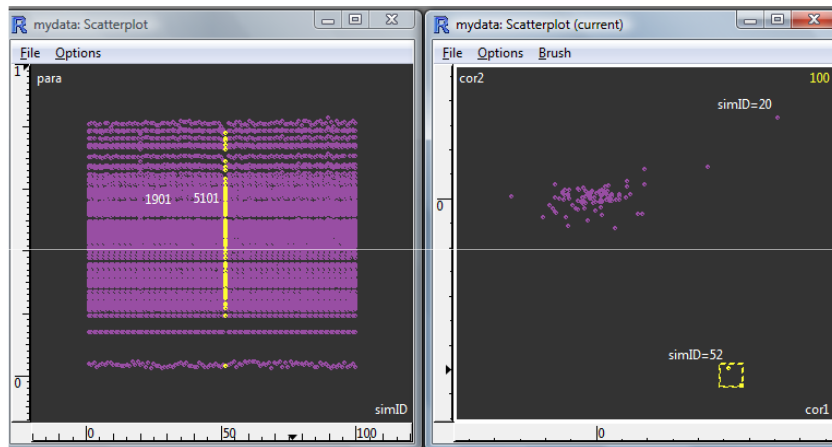 mydata: Scatterplot
File Options
1
para
1901 5101
0
simID
0 50 100
mydata: Scatterplot (current)
File Options Brush
cor2 100
simID=20
0
simID=52
cor1
0